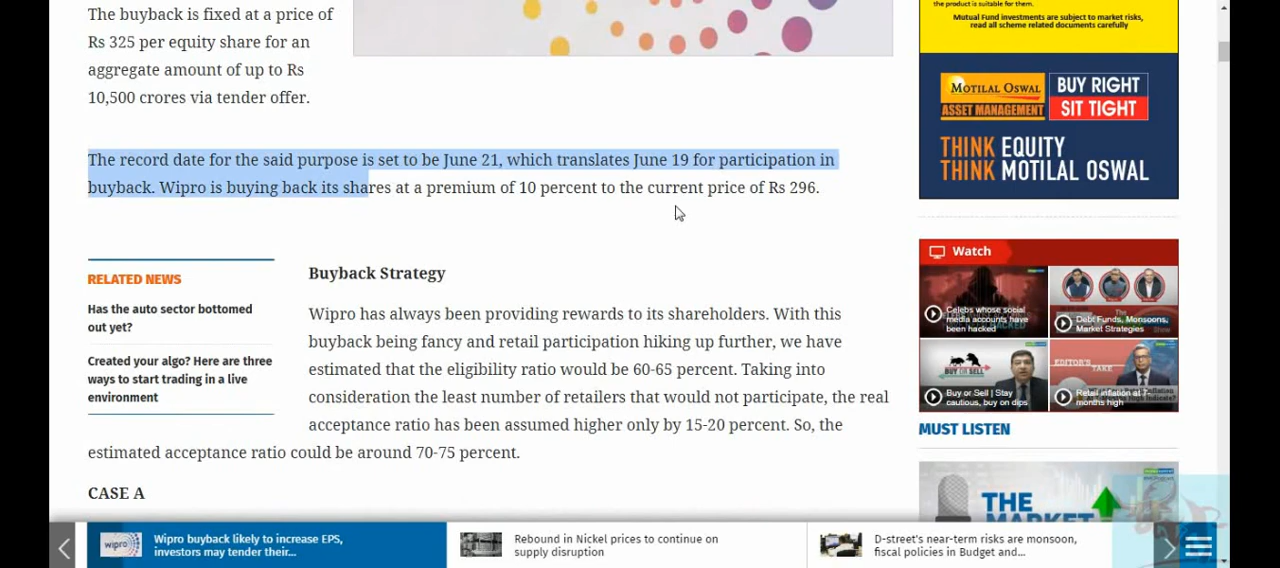 The buyback is fixed at a price of
Rs 325 per equity share for an
aggregate amount of up to Rs
10,500 crores via tender offer.
The record date for the said purpose is set to be June 21, which translates June 19 for participation in
buyback. Wipro is buying back its shares at a premium of 10 percent to the current price of Rs 296.
RELATED NEWS
Has the auto sector bottomed
out yet?
Created your algo? Here are three
ways to start trading in a live
environment
Buyback Strategy
Wipro has always been providing rewards to its shareholders. With this
buyback being fancy and retail participation hiking up further, we have
estimated that the eligibility ratio would be 60-65 percent. Taking into
consideration the least number of retailers that would not participate, the real
acceptance ratio has been assumed higher only by 15-20 percent. So, the
estimated acceptance ratio could be around 70-75 percent.
CASE A
the product is suitable for them.
Mutual Fund investments are subject to market risks,
read all scheme related documents carefully
MOTILAL OSWAL
ASSET MANAGEMENT
BUY RIGHT
SIT TIGHT
THINK EQUITY
THINK MOTILAL OSWAL
Watch
Celebs whose social
media accounts have
been hacked
Debt Funds, Monsoons,
Market Strategies
BUY OR SELL
Buy or Sell | Stay
cautious, buy on dips
EDITOR'S
TAKE
Retail inflation at 7-
months high
MUST LISTEN
THE
wipro
Wipro buyback likely to increase EPS,
investors may tender their...
Rebound in Nickel prices to continue on
supply disruption
D-street's near-term risks are monsoon,
fiscal policies in Budget and...